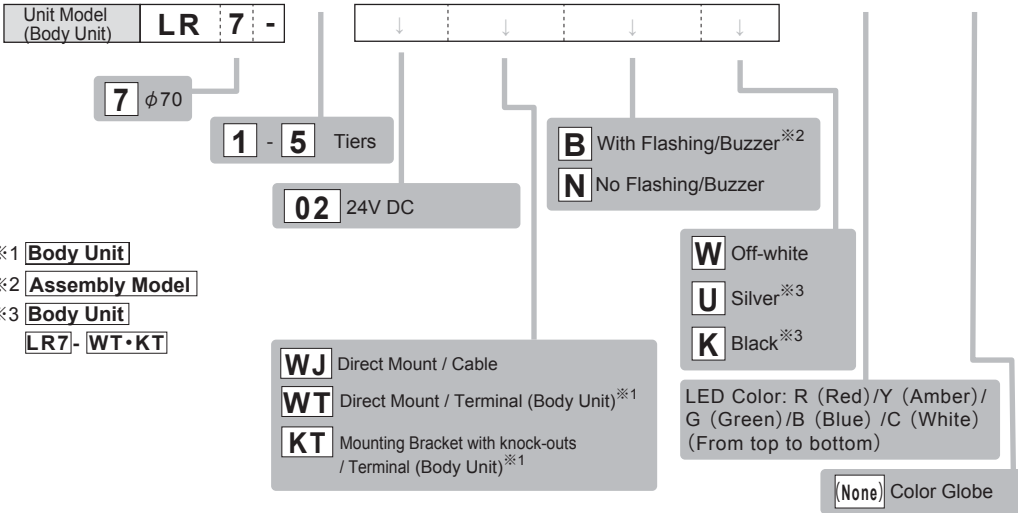 Unit Model
(Body Unit)
LR 7 -
↓ ↓ ↓ ↓
7 φ70
1 - 5 Tiers
B With Flashing/Buzzer※2
N No Flashing/Buzzer
02 24V DC
※1 Body Unit
※2 Assembly Model
※3 Body Unit
LR7- WT・KT
W Off-white
U Silver※3
K Black※3
WJ Direct Mount / Cable
WT Direct Mount / Terminal (Body Unit)※1
KT Mounting Bracket with knock-outs
/ Terminal (Body Unit)※1
LED Color: R (Red)/Y (Amber)/
G (Green)/B (Blue) /C (White)
(From top to bottom)
(None) Color Globe